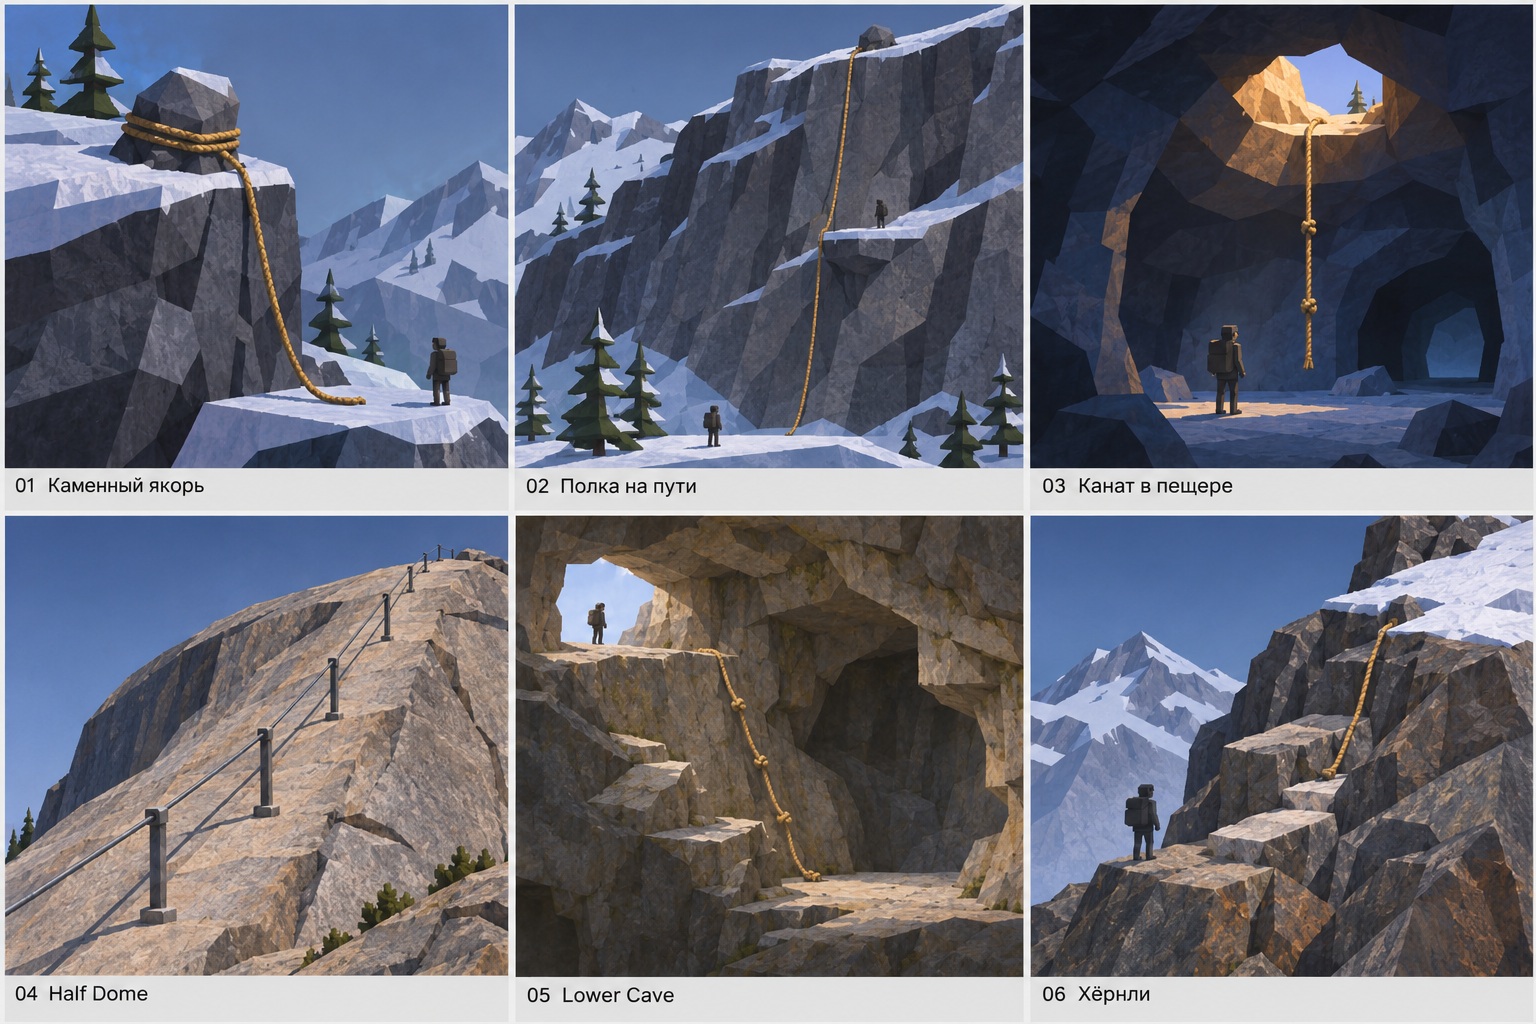 01 Каменный якорь
02 Полка на пути
03 Канат в пещере
04 Half Dome
05 Lower Cave
06 Хёрнли